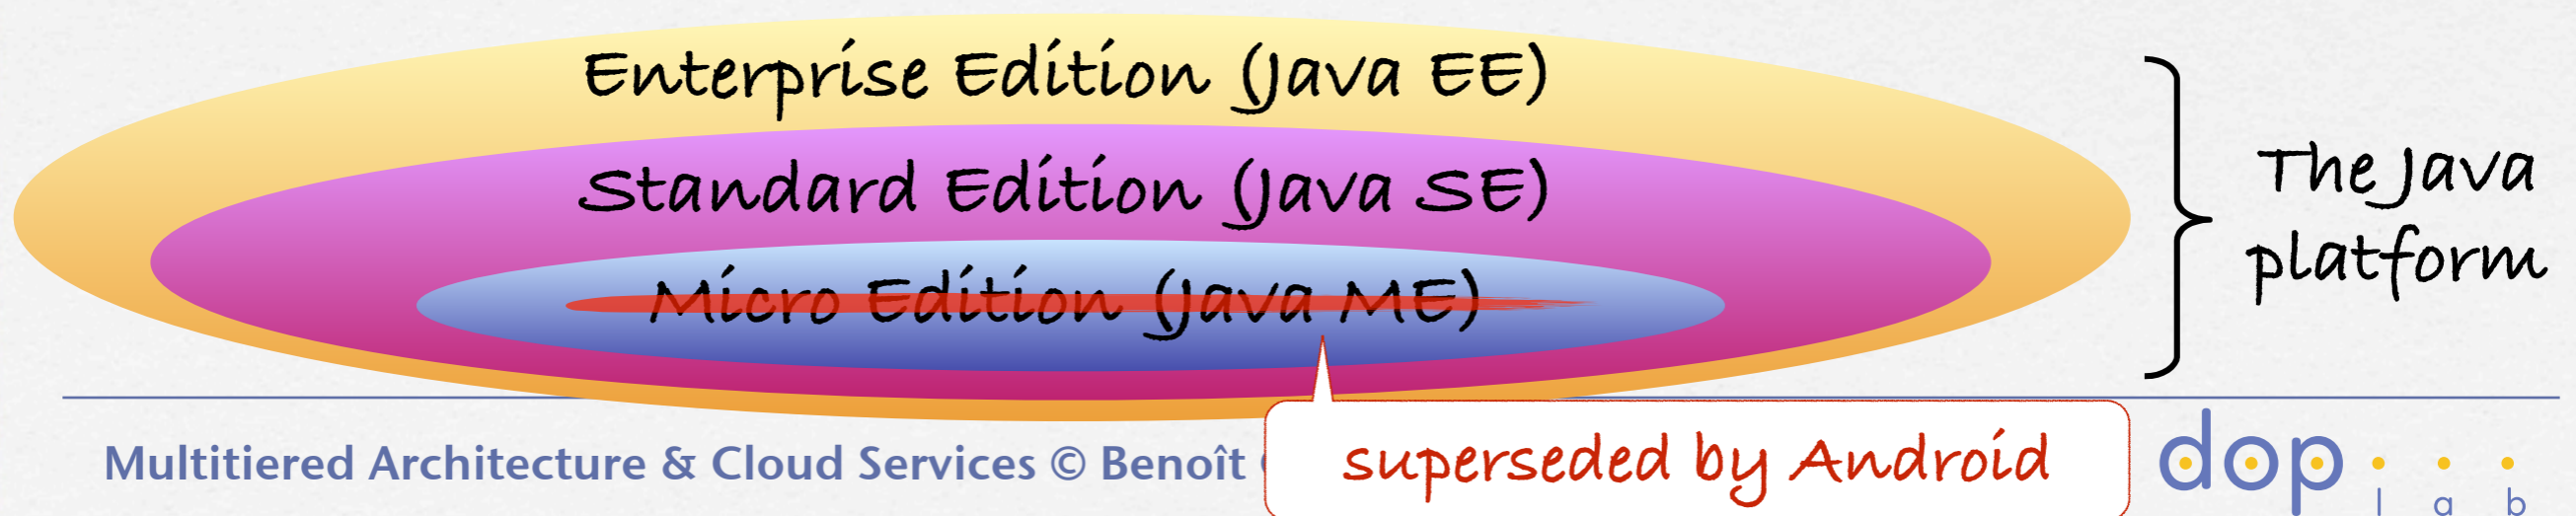 Enterprise Edition (Java EE)
Standard Edition (Java SE)
Micro Edition (Java ME)
The Java
platform
superseded by Android
Multitiered Architecture & Cloud Services © Benoît
dop
lab